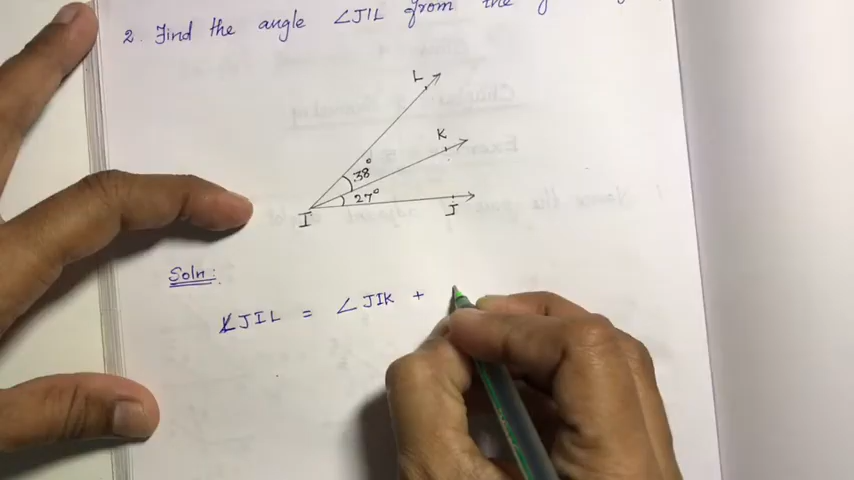 2. Find the angle ∠JIL from the
L
K
38°
27°
I
J
Soln:
∠JIL = ∠JIK +